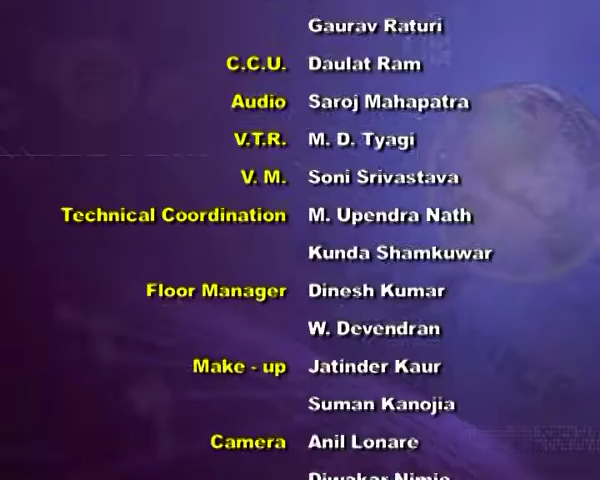 Gaurav Raturi
C.C.U. Daulat Ram
Audio Saroj Mahapatra
V.T.R. M. D. Tyagi
V. M. Soni Srivastava
Technical Coordination M. Upendra Nath
Kunda Shamkuwar
Floor Manager Dinesh Kumar
W. Devendran
Make - up Jatinder Kaur
Suman Kanojia
Camera Anil Lonare